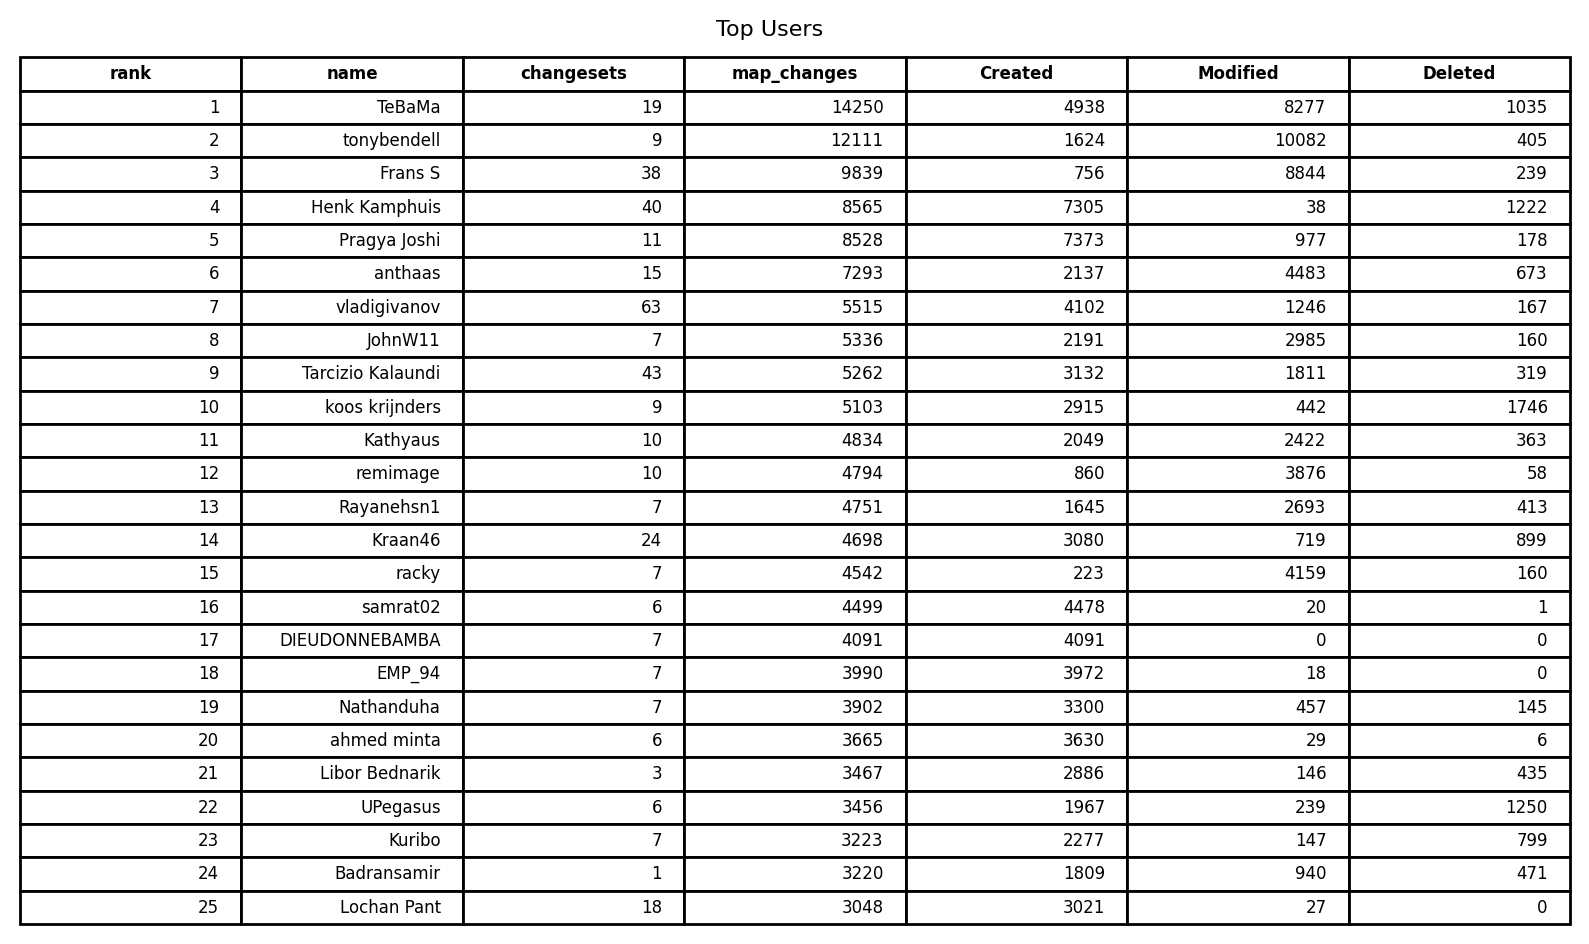 Top Users
rank name changesets map_changes Created Modified Deleted
1 TeBaMa 19 14250 4938 8277 1035
2 tonybendell 9 12111 1624 10082 405
3 Frans S 38 9839 756 8844 239
4 Henk Kamphuis 40 8565 7305 38 1222
5 Pragya Joshi 11 8528 7373 977 178
6 anthaas 15 7293 2137 4483 673
7 vladigivanov 63 5515 4102 1246 167
8 JohnW11 7 5336 2191 2985 160
9 Tarcizio Kalaundi 43 5262 3132 1811 319
10 koos krijnders 9 5103 2915 442 1746
11 Kathyaus 10 4834 2049 2422 363
12 remimage 10 4794 860 3876 58
13 Rayanehsn1 7 4751 1645 2693 413
14 Kraan46 24 4698 3080 719 899
15 racky 7 4542 223 4159 160
16 samrat02 6 4499 4478 20 1
17 DIEUDONNEBAMBA 7 4091 4091 0 0
18 EMP_94 7 3990 3972 18 0
19 Nathanduha 7 3902 3300 457 145
20 ahmed minta 6 3665 3630 29 6
21 Libor Bednarik 3 3467 2886 146 435
22 UPegasus 6 3456 1967 239 1250
23 Kuribo 7 3223 2277 147 799
24 Badransamir 1 3220 1809 940 471
25 Lochan Pant 18 3048 3021 27 0